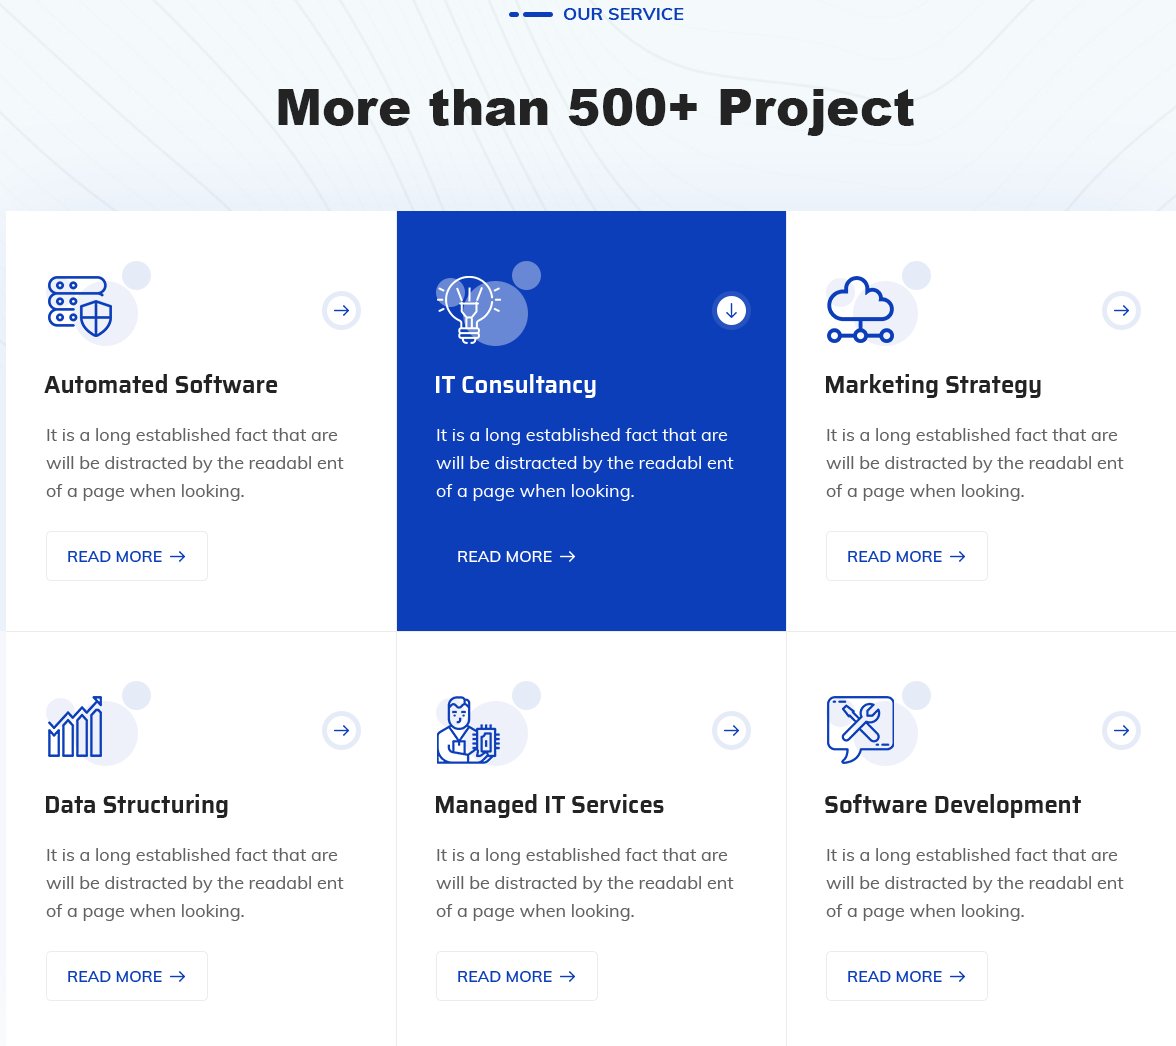 OUR SERVICE
More than 500+ Project
Automated Software
It is a long established fact that are
will be distracted by the readabl ent
of a page when looking.
READ MORE
IT Consultancy
It is a long established fact that are
will be distracted by the readabl ent
of a page when looking.
READ MORE
Marketing Strategy
It is a long established fact that are
will be distracted by the readabl ent
of a page when looking.
READ MORE
Data Structuring
It is a long established fact that are
will be distracted by the readabl ent
of a page when looking.
READ MORE
Managed IT Services
It is a long established fact that are
will be distracted by the readabl ent
of a page when looking.
READ MORE
Software Development
It is a long established fact that are
will be distracted by the readabl ent
of a page when looking.
READ MORE